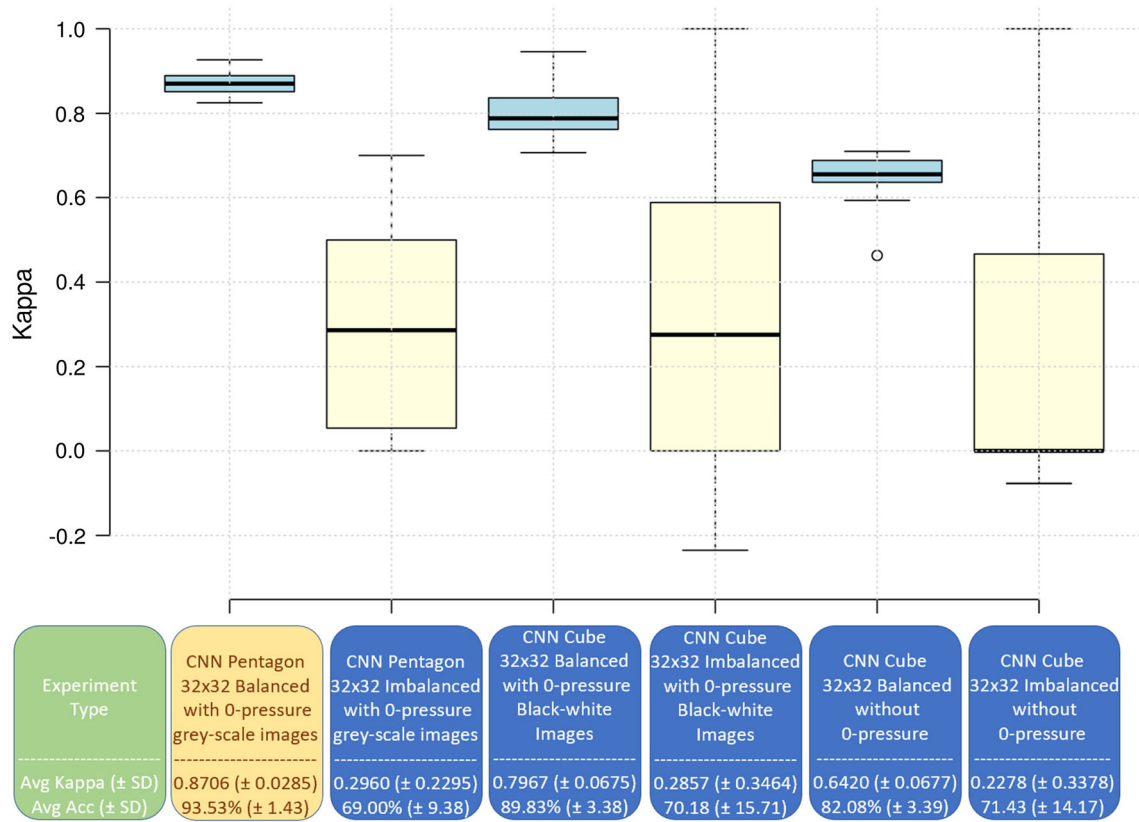 1.0
0.8
0.6
0.4
0.2
0.0
-0.2
Kappa
Experiment
Type
Avg Kappa (± SD)
Avg Acc (± SD)
CNN Pentagon
32x32 Balanced
with 0-pressure
grey-scale images
0.8706 (± 0.0285)
93.53% (± 1.43)
CNN Pentagon
32x32 Imbalanced
with 0-pressure
grey-scale images
0.2960 (± 0.2295)
69.00% (± 9.38)
CNN Cube
32x32 Balanced
with 0-pressure
Black-white
Images
0.7967 (± 0.0675)
89.83% (± 3.38)
CNN Cube
32x32 Imbalanced
with 0-pressure
Black-white
Images
0.2857 (± 0.3464)
70.18 (± 15.71)
CNN Cube
32x32 Balanced
without
0-pressure
0.6420 (± 0.0677)
82.08% (± 3.39)
CNN Cube
32x32 Imbalanced
without
0-pressure
0.2278 (± 0.3378)
71.43 (± 14.17)